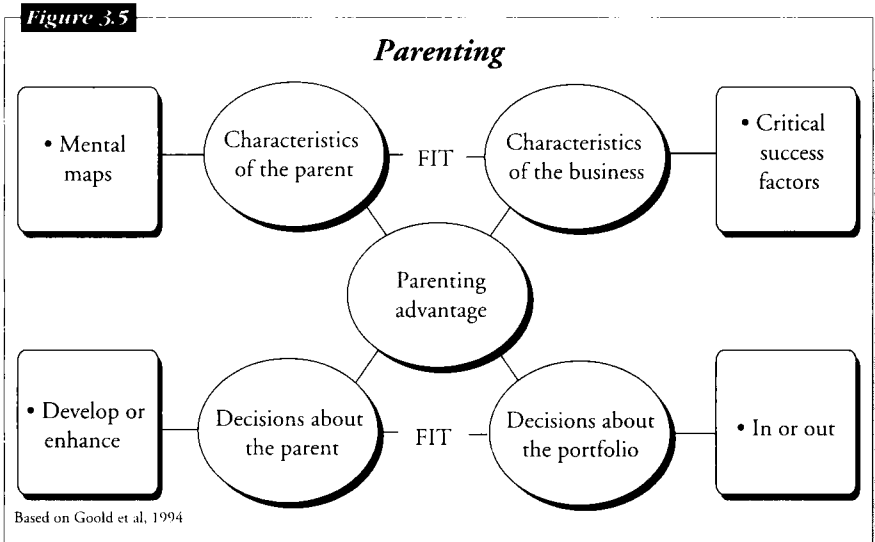 Figure 3.5
Parenting
• Mental
maps
Characteristics
of the parent
FIT
Characteristics
of the business
• Critical
success
factors
Parenting
advantage
• Develop or
enhance
Decisions about
the parent
FIT
Decisions about
the portfolio
• In or out
Based on Goold et al, 1994